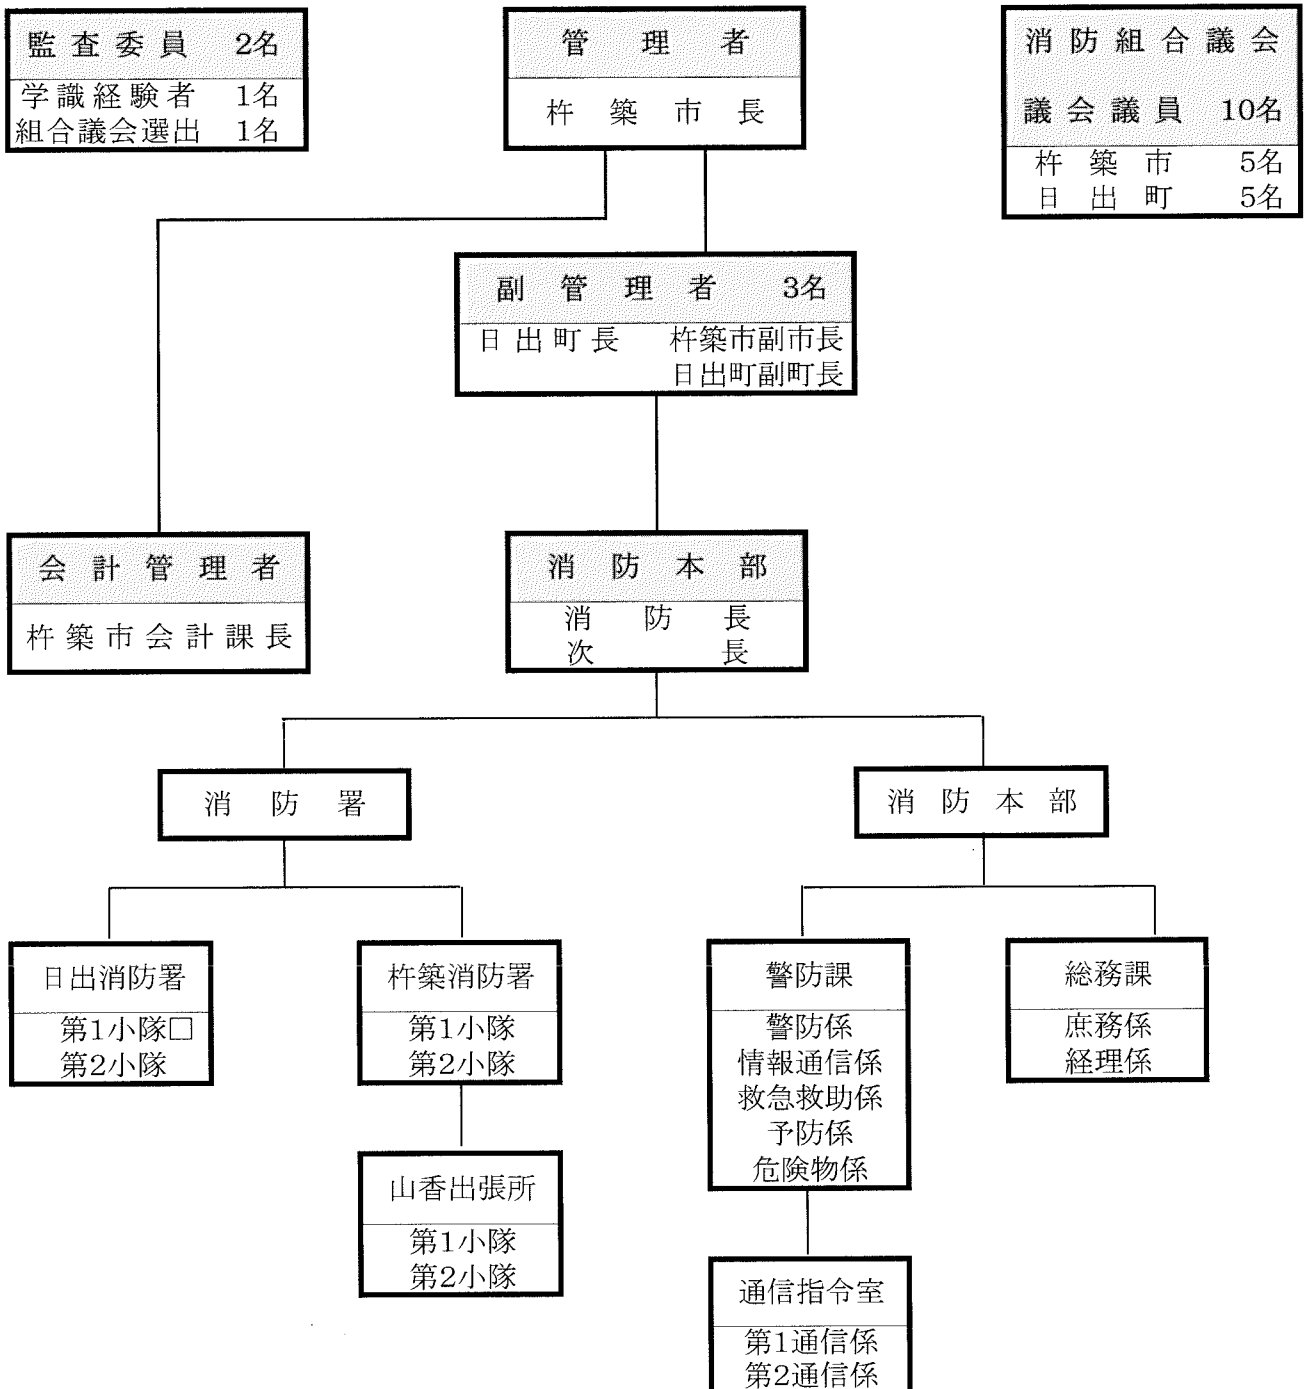 監査委員 2名
学識経験者 1名
組合議会選出 1名
管理者
杵築市長
消防組合議会
議会議員 10名
杵築市 5名
日出町 5名
副管理者 3名
日出町長 杵築市副市長
日出町副町長
会計管理者
杵築市会計課長
消防本部
消防長
次長
消防署
消防本部
日出消防署
第1小隊□
第2小隊
杵築消防署
第1小隊
第2小隊
山香出張所
第1小隊
第2小隊
警防課
警防係
情報通信係
救急救助係
予防係
危険物係
通信指令室
第1通信係
第2通信係
総務課
庶務係
経理係